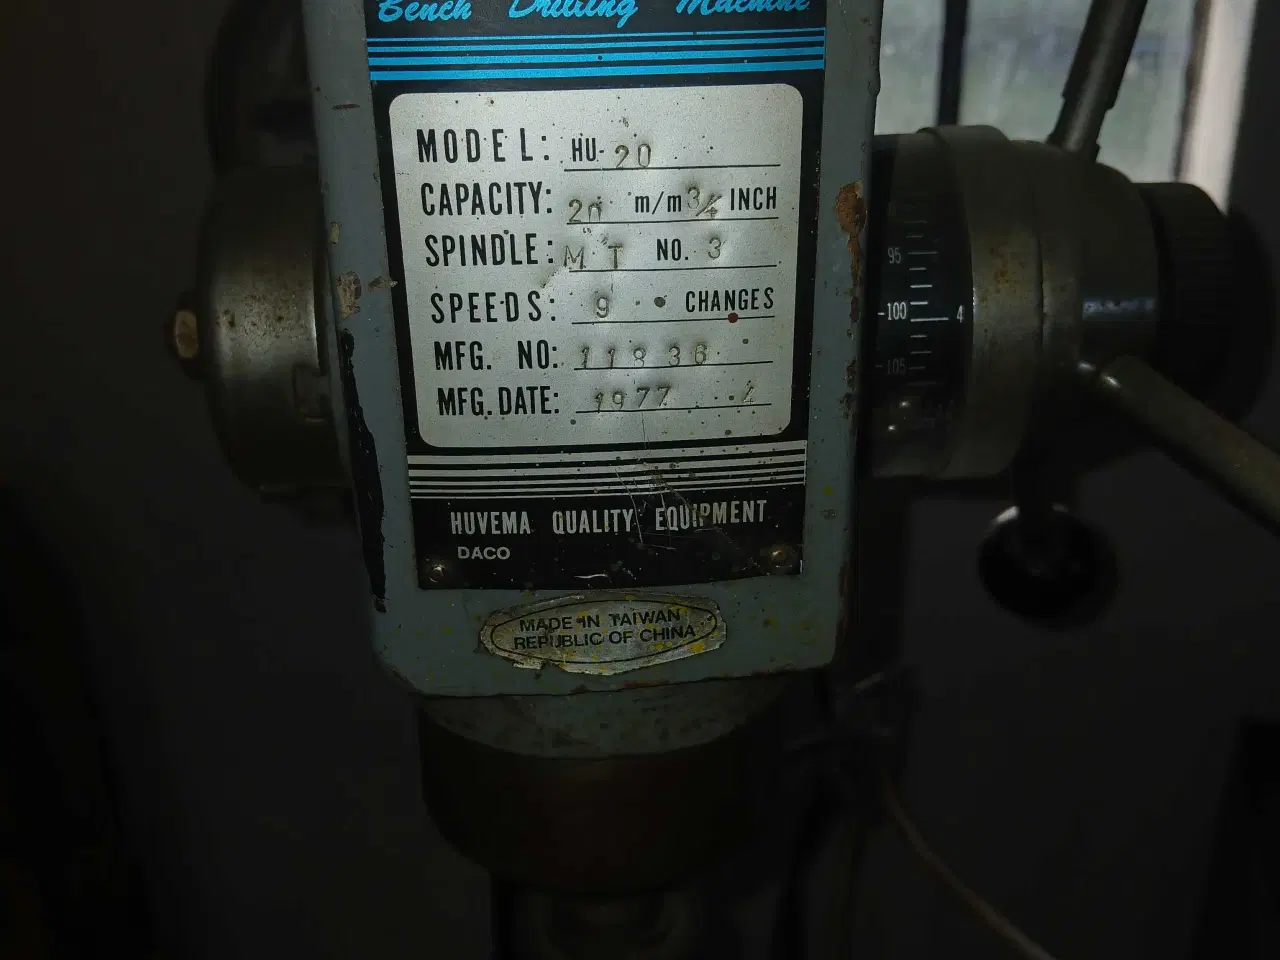 Bench Drilling Machine
MODEL: HU-20
CAPACITY: 20 m/m 3/4 INCH
SPINDLE: M T NO. 3
SPEEDS: 9 CHANGES
MFG. NO: 11836
MFG. DATE: 1977 4
HUVEMA QUALITY EQUIPMENT
DACO
MADE IN TAIWAN
REPUBLIC OF CHINA
95
100 4
105